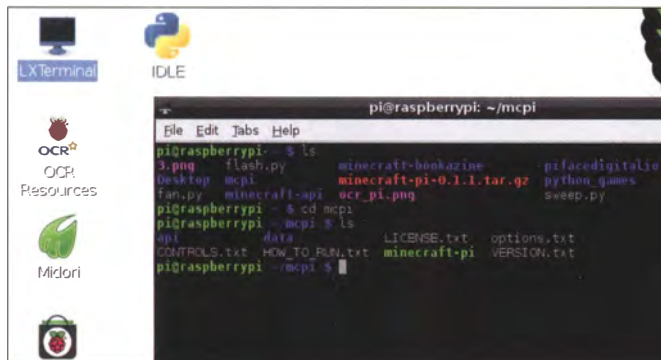 LXTerminal
IDLE
OCR
OCR
Resources
Midori
pi@raspberrypi: ~/mcpi
File Edit Tabs Help
pi@raspberrypi ~ $ ls
3.png flash.py minecraft-bookazine pifacedigitalio
Desktop mcpi minecraft-pi-0.1.1.tar.gz python_games
fan.py minecraft-api ocr_pi.png sweep.py
pi@raspberrypi ~ $ cd mcpi
pi@raspberrypi ~/mcpi $ ls
api data LICENSE.txt options.txt
CONTROLS.txt HOW_TO_RUN.txt minecraft-pi VERSION.txt
pi@raspberrypi ~/mcpi $